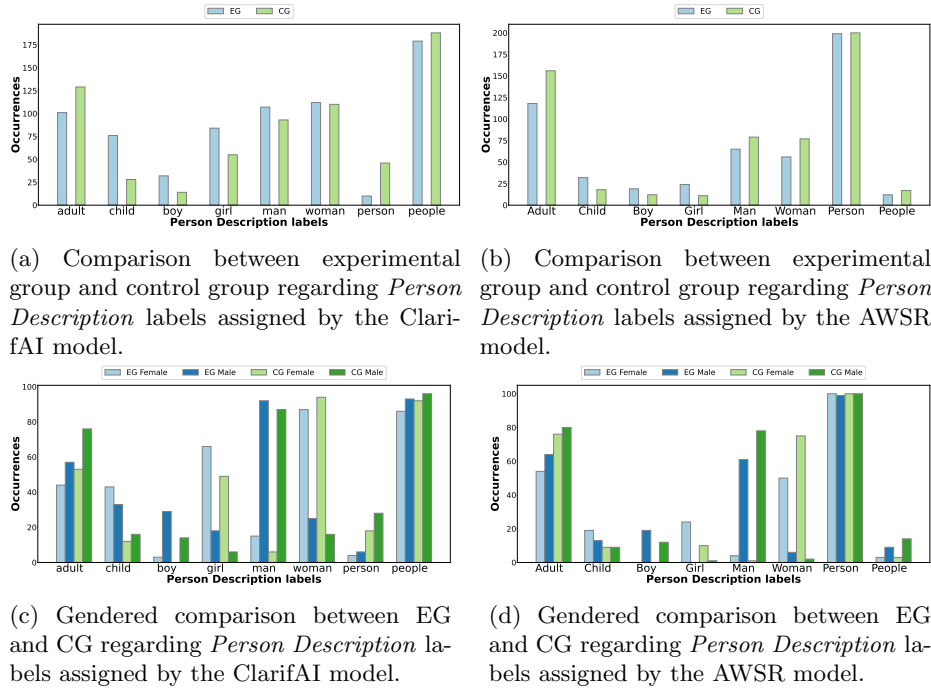 EG CG
Occurrences
175
150
125
100
75
50
25
0
adult child boy girl man woman person people
Person Description labels
(a) Comparison between experimental
group and control group regarding Person
Description labels assigned by the Clari-
fAI model.
EG CG
Occurrences
200
175
150
125
100
75
50
25
0
Adult Child Boy Girl Man Woman Person People
Person Description labels
(b) Comparison between experimental
group and control group regarding Person
Description labels assigned by the AWSR
model.
EG Female EG Male CG Female CG Male
Occurrences
100
80
60
40
20
0
adult child boy girl man woman person people
Person Description labels
(c) Gendered comparison between EG
and CG regarding Person Description la-
bels assigned by the ClarifAI model.
EG Female EG Male CG Female CG Male
Occurrences
100
80
60
40
20
0
Adult Child Boy Girl Man Woman Person People
Person Description labels
(d) Gendered comparison between EG
and CG regarding Person Description la-
bels assigned by the AWSR model.